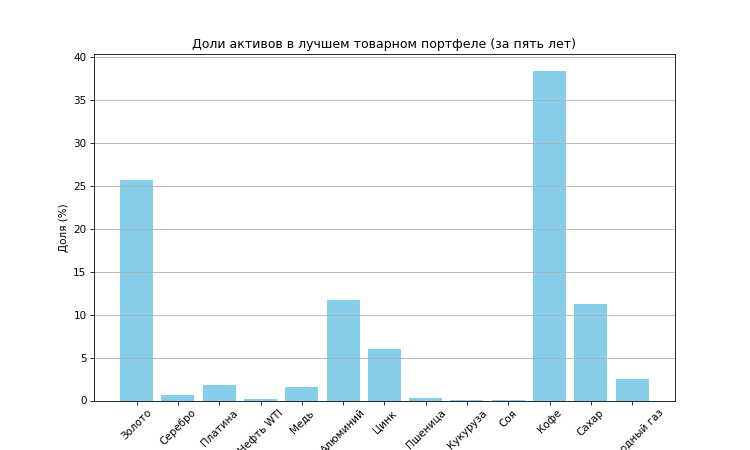 Доли активов в лучшем товарном портфеле (за пять лет)
Доля (%)
40
35
30
25
20
15
10
5
0
Золото
Серебро
Платина
Нефть WTI
Медь
Алюминий
Цинк
Пшеница
Кукуруза
Соя
Кофе
Сахар
газ